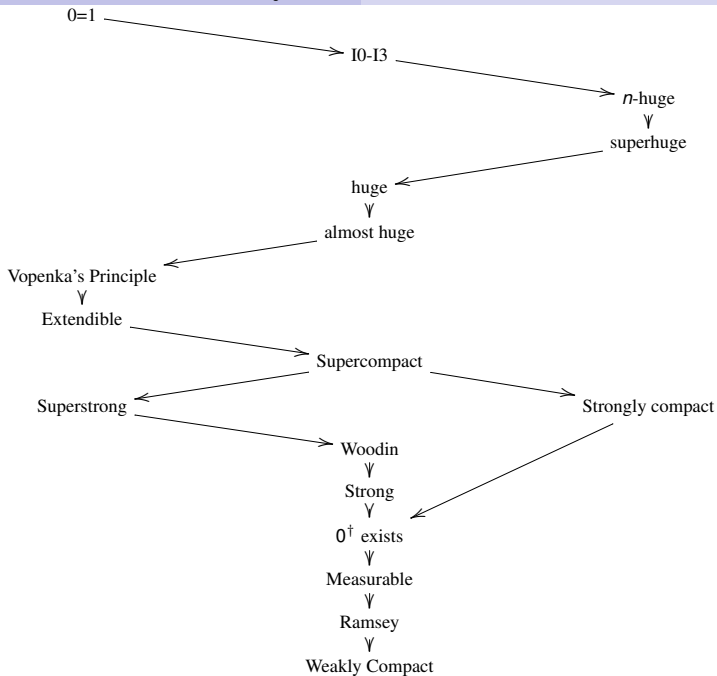 0=1
I0-I3
n-huge
superhuge
huge
almost huge
Vopenka's Principle
Extendible
Supercompact
Superstrong
Strongly compact
Woodin
Strong
0† exists
Measurable
Ramsey
Weakly Compact